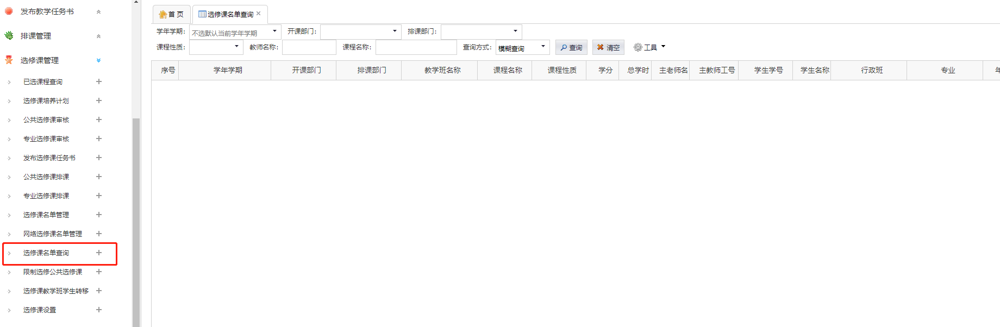 发布教学任务书
排课管理
选修课管理
已选课程查询
选修课培养计划
公共选修课审核
专业选修课审核
发布选修课任务书
公共选修课排课
专业选修课排课
选修课名单管理
网络选修课名单管理
选修课名单查询
限制选修公共选修课
选修课教学班学生转移
选修课设置
首 页 选修课名单查询
学年学期: 不选默认当前学年学期 开课部门: 排课部门:
课程性质: 教师名称: 课程名称: 查询方式: 模糊查询 查询 清空 工具
序号 学年学期 开课部门 排课部门 教学班名称 课程名称 课程性质 学分 总学时 主老师名 主教师工号 学生学号 学生名称 行政班 专业 年